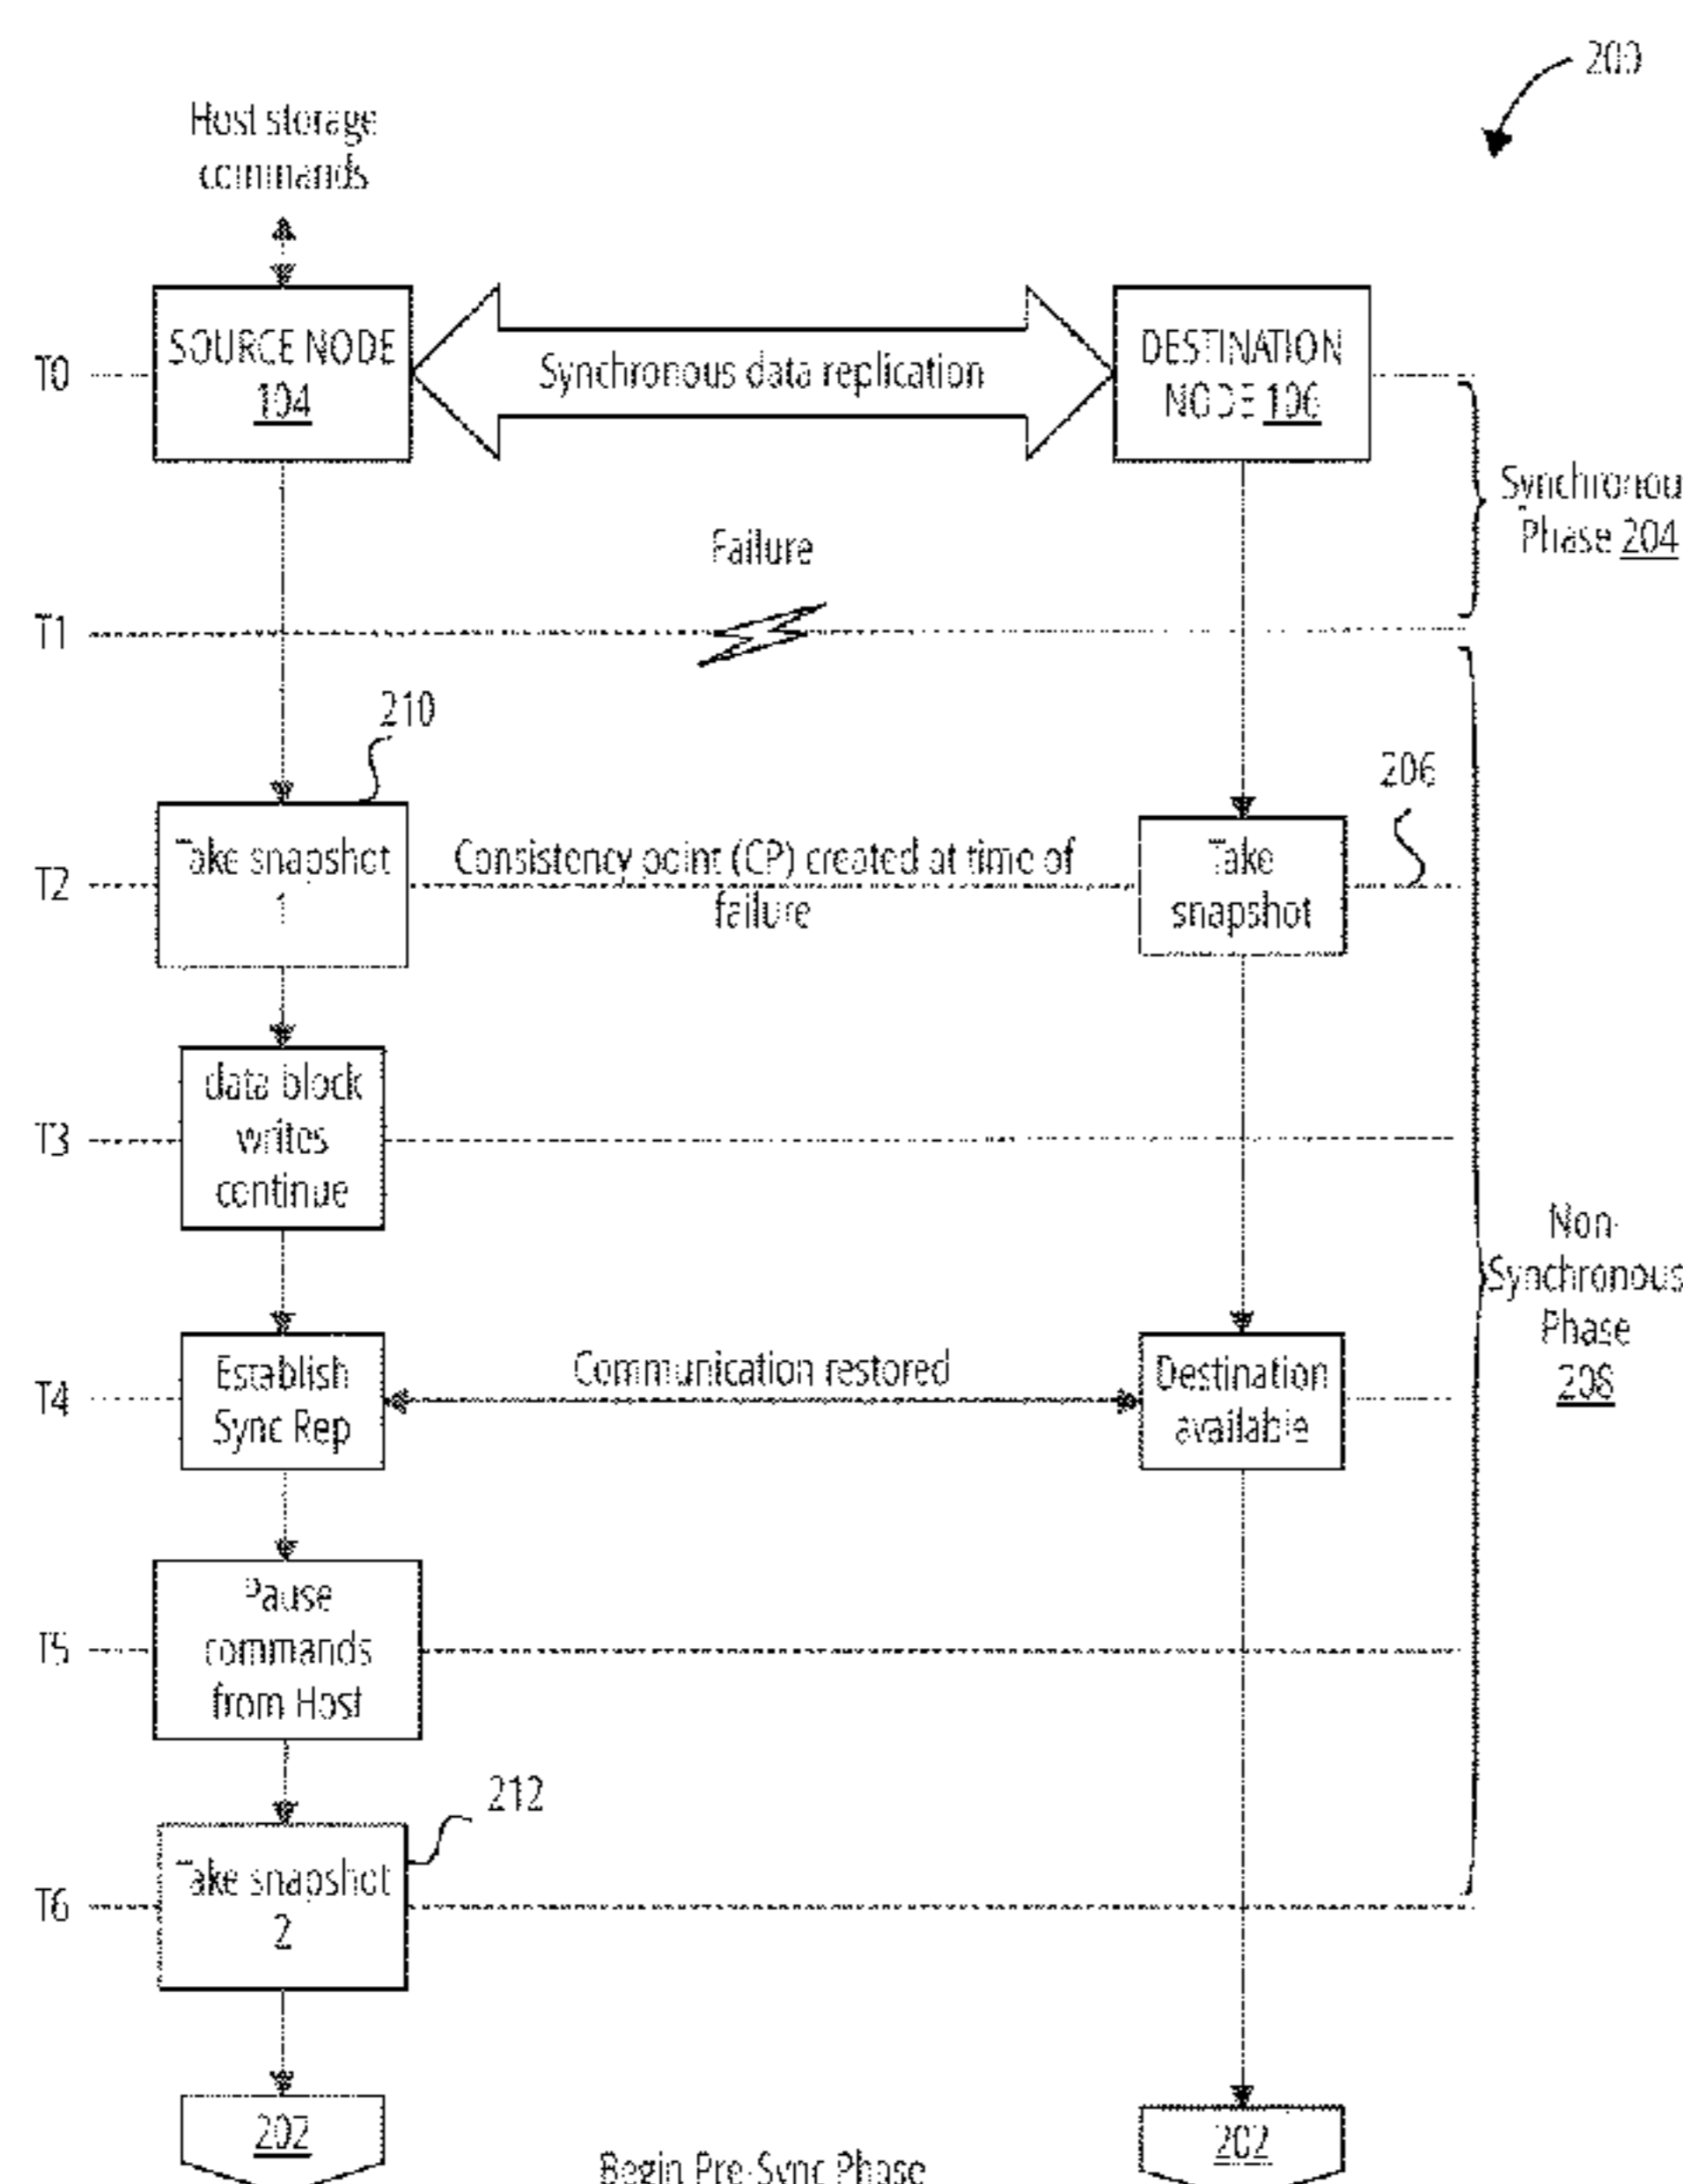 200
Host storage
commands
T0
SOURCE NODE
104
Synchronous data replication
DESTINATION
NODE 106
Synchronou
Phase 204
Failure
T1
210
206
T2
Take snapshot
1
Consistency point (CP) created at time of
failure
Take
snapshot
T3
data block
writes
continue
Non-
Synchronous
Phase
208
T4
Establish
Sync Rep
Communication restored
Destination
available
T5
Pause
commands
from Host
212
T6
Take snapshot
2
202
202
Begin Pre-Sync Phase